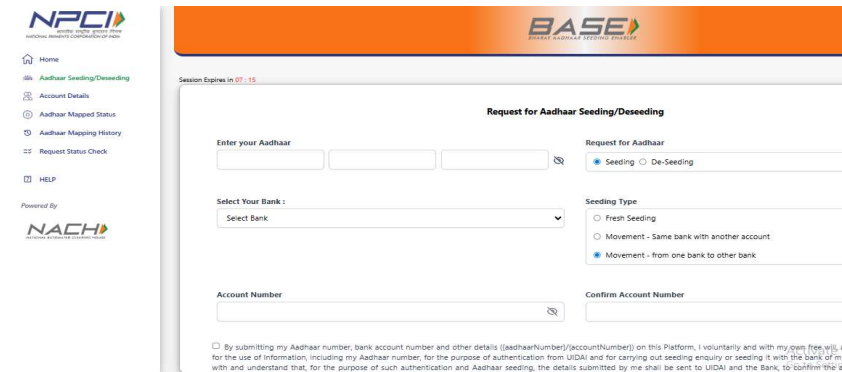 NPCI
NATIONAL PAYMENTS CORPORATION OF INDIA
BASE
BHARAT AADHAAR SEEDING ENABLER
Home
Aadhaar Seeding/Deseeding
Account Details
Aadhaar Mapped Status
Aadhaar Mapping History
Request Status Check
HELP
Powered By
NACH
NATIONAL AUTOMATED CLEARING HOUSE
Session Expires in 07 : 15
Request for Aadhaar Seeding/Deseeding
Enter your Aadhaar
Request for Aadhaar
Seeding De-Seeding
Select Your Bank :
Select Bank
Seeding Type
Fresh Seeding
Movement - Same bank with another account
Movement - from one bank to other bank
Account Number
Confirm Account Number
By submitting my Aadhaar number, bank account number and other details ({aadhaarNumber}/{accountNumber}) on this Platform, I voluntarily and with my own free will, a
for the use of Information, including my Aadhaar number, for the purpose of authentication from UIDAI and for carrying out seeding enquiry or seeding it with the bank of m
with and understand that, for the purpose of such authentication and Aadhaar seeding, the details submitted by me shall be sent to UIDAI and the Bank, to confirm the a
Activate